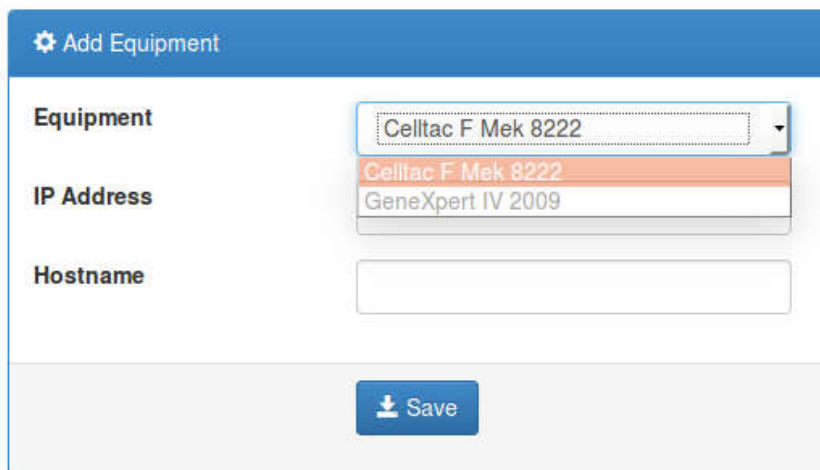 Add Equipment
Equipment
Celltac F Mek 8222
Celltac F Mek 8222
GeneXpert IV 2009
IP Address
Hostname
Save